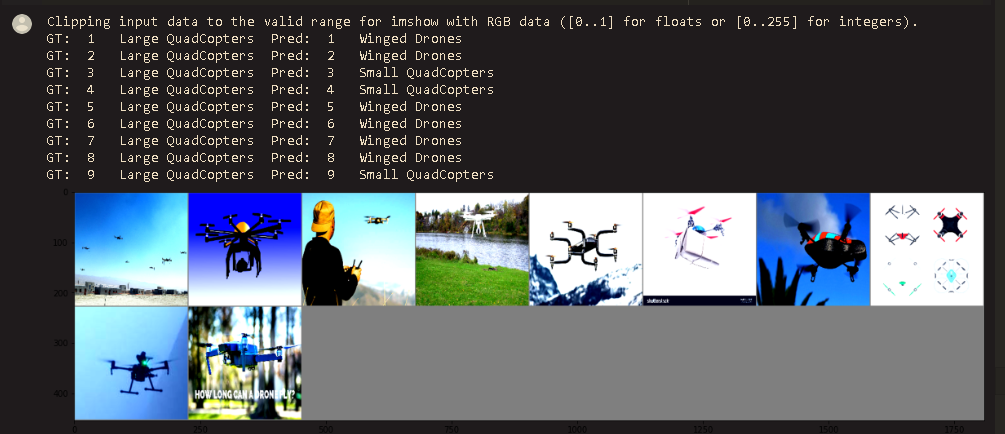 Clipping input data to the valid range for imshow with RGB data ([0..1] for floats or [0..255] for integers).
GT: 1 Large QuadCopters Pred: 1 Winged Drones
GT: 2 Large QuadCopters Pred: 2 Winged Drones
GT: 3 Large QuadCopters Pred: 3 Small QuadCopters
GT: 4 Large QuadCopters Pred: 4 Small QuadCopters
GT: 5 Large QuadCopters Pred: 5 Winged Drones
GT: 6 Large QuadCopters Pred: 6 Winged Drones
GT: 7 Large QuadCopters Pred: 7 Winged Drones
GT: 8 Large QuadCopters Pred: 8 Winged Drones
GT: 9 Large QuadCopters Pred: 9 Small QuadCopters
0
100
200
300
400
shutterstock
HOW LONG CAN A DRONE FLY?
0 250 500 750 1000 1250 1500 1750